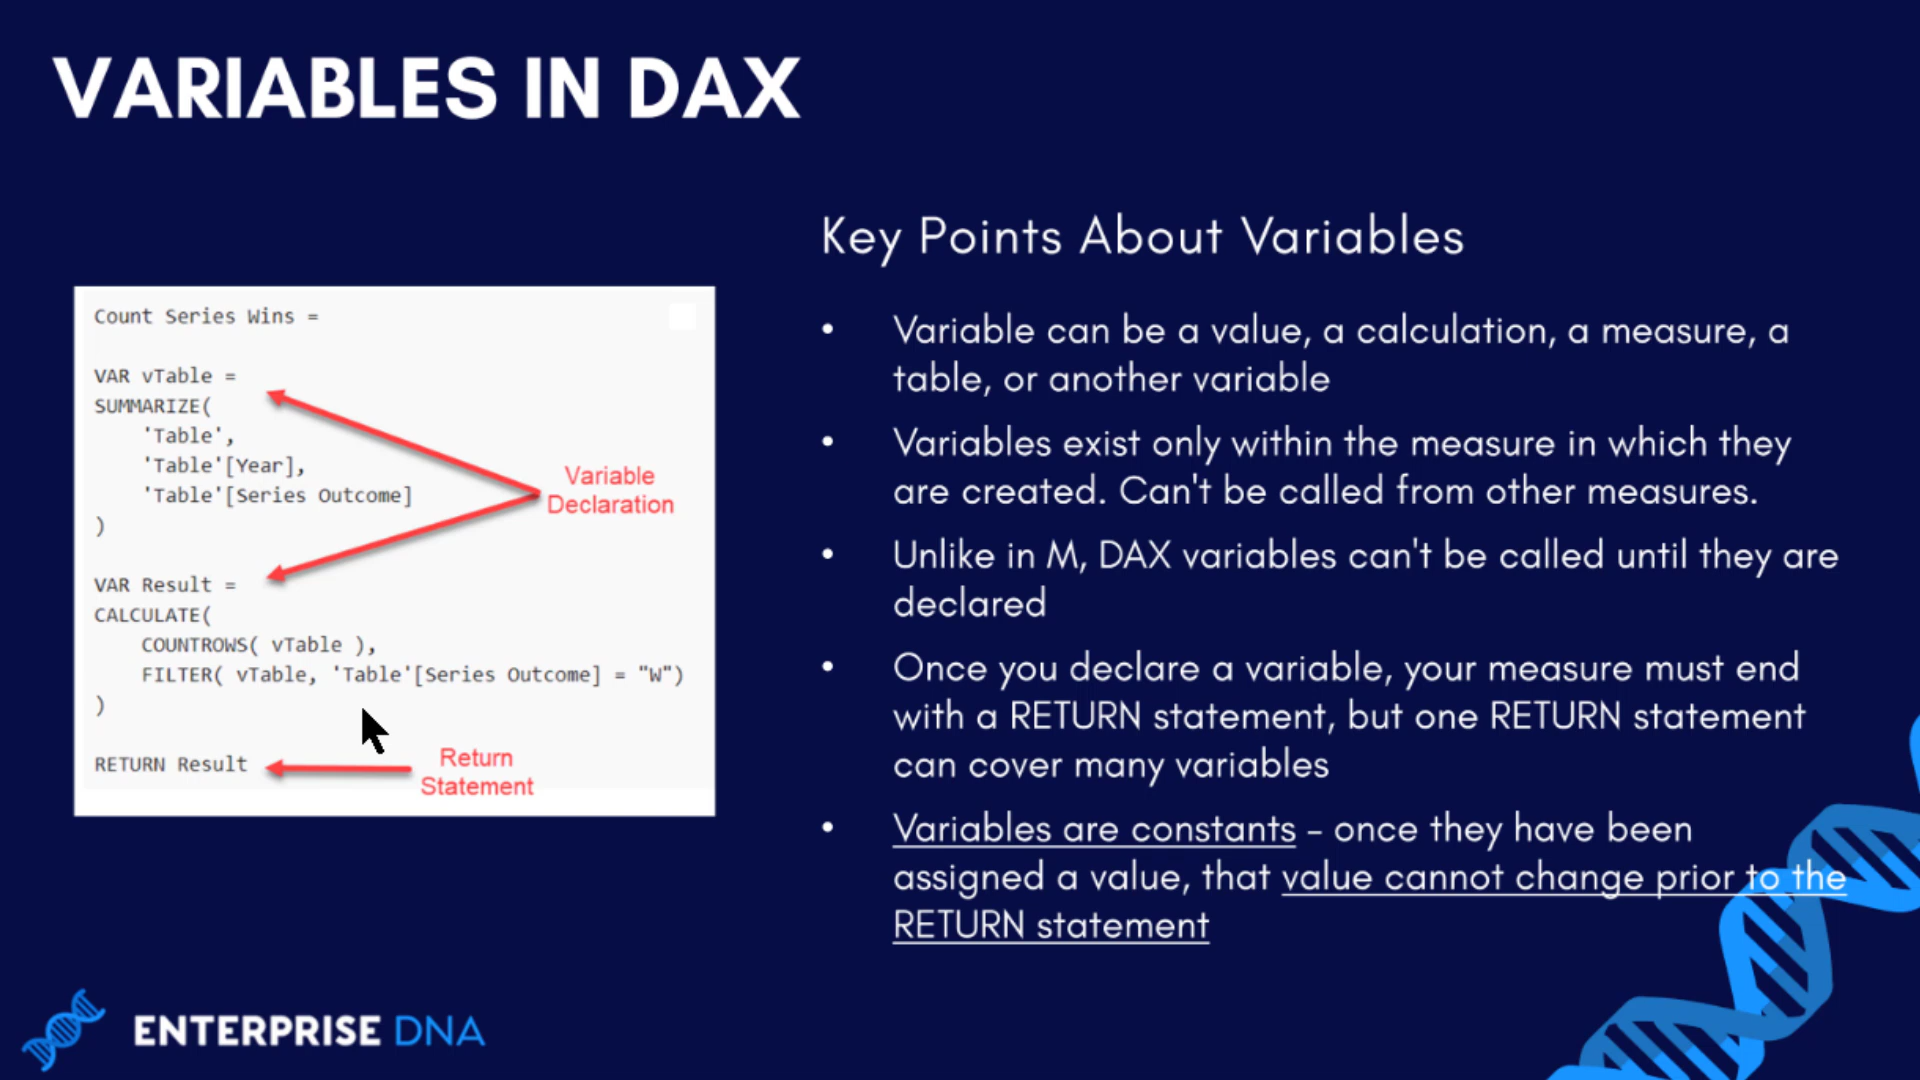 VARIABLES IN DAX
Count Series Wins =
VAR vTable =
SUMMARIZE(
'Table',
'Table'[Year],
'Table'[Series Outcome]
)
VAR Result =
CALCULATE(
COUNTROWS( vTable ),
FILTER( vTable, 'Table'[Series Outcome] = "W")
)
RETURN Result
Variable
Declaration
Return
Statement
Key Points About Variables
• Variable can be a value, a calculation, a measure, a
table, or another variable
• Variables exist only within the measure in which they
are created. Can't be called from other measures.
• Unlike in M, DAX variables can't be called until they are
declared
• Once you declare a variable, your measure must end
with a RETURN statement, but one RETURN statement
can cover many variables
• Variables are constants – once they have been
assigned a value, that value cannot change prior to the
RETURN statement
ENTERPRISE DNA